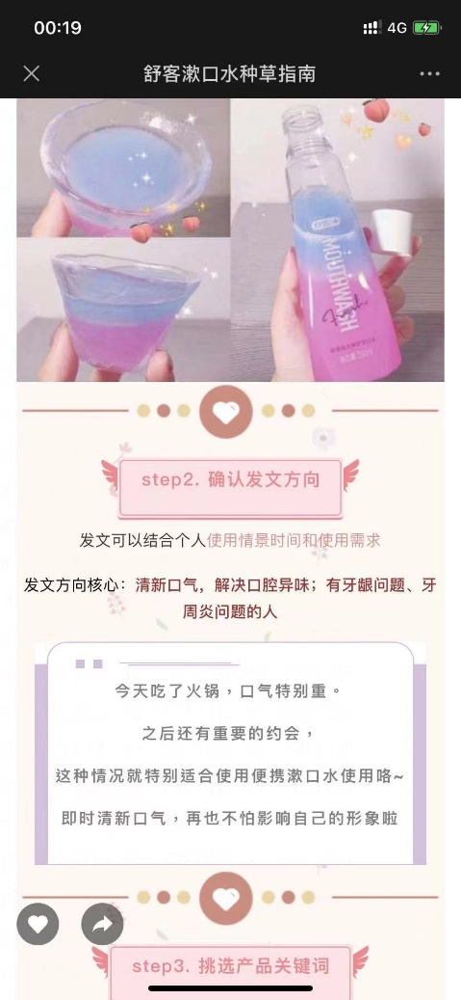 00:19
4G
舒客漱口水种草指南
MOUTHWASH
Fresh
step2. 确认发文方向
发文可以结合个人使用情景时间和使用需求
发文方向核心：清新口气，解决口腔异味；有牙龈问题、牙
周炎问题的人
今天吃了火锅，口气特别重。
之后还有重要的约会，
这种情况就特别适合使用便携漱口水使用咯~
即时清新口气，再也不怕影响自己的形象啦
step3. 挑选产品关键词